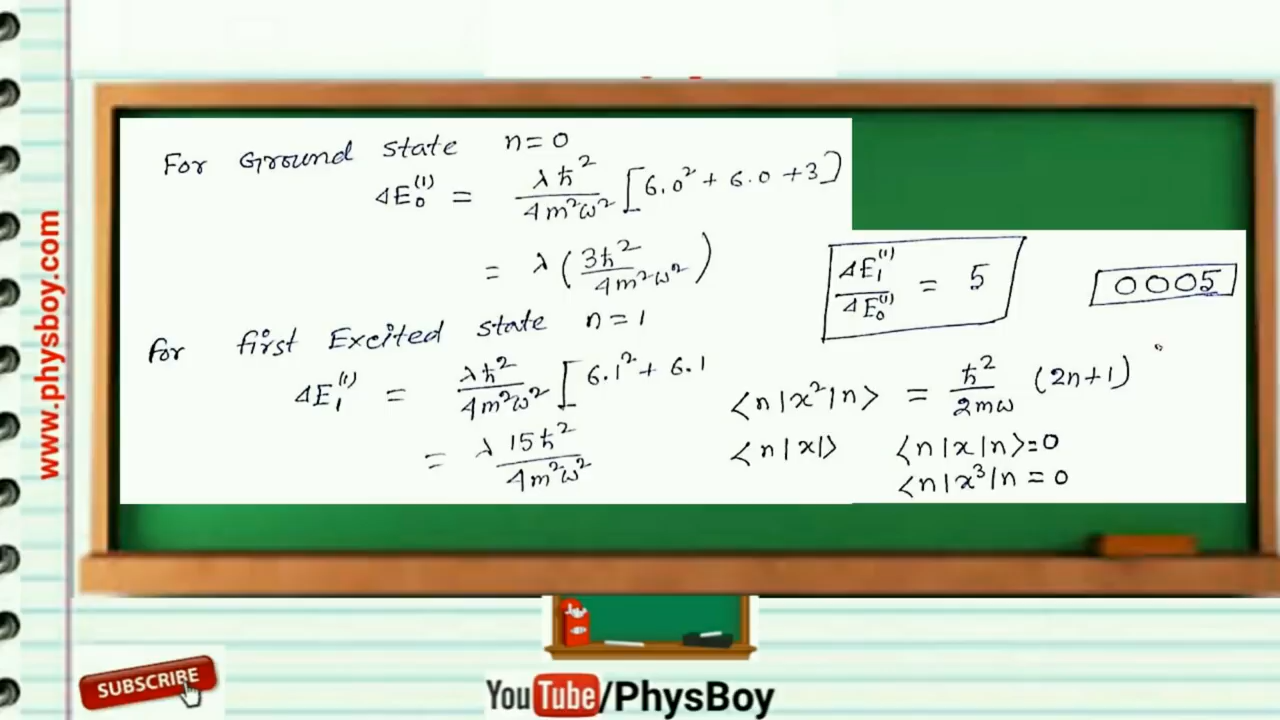 For Ground state n=0
ΔE₀⁽¹⁾ = λħ²/4m²ω² [6.0² + 6.0 + 3]
= λ (3ħ²/4m²ω²)
For first Excited state n=1
ΔE₁⁽¹⁾ = λħ²/4m²ω² [6.1² + 6.1
= λ 15ħ²/4m²ω²
ΔE₁⁽¹⁾/ΔE₀⁽¹⁾ = 5
0005
⟨n|x²|n⟩ = ħ²/2mω (2n+1)
⟨n|x|⟩ ⟨n|x|n⟩=0
⟨n|x³|n = 0
www.physboy.com
SUBSCRIBE
YouTube/PhysBoy